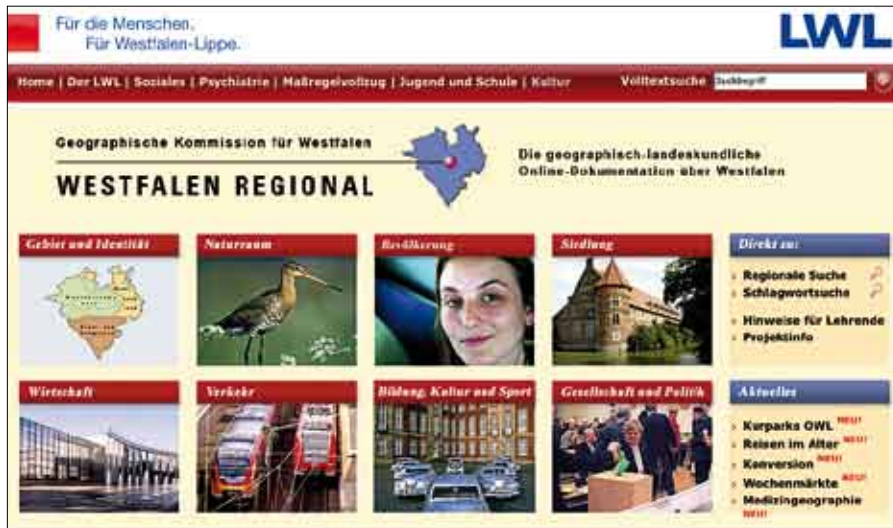 Für die Menschen.
Für Westfalen-Lippe.
LWL
Home | Der LWL | Soziales | Psychiatrie | Maßregelvollzug | Jugend und Schule | Kultur
Volltextsuche Suchbegriff
Geographische Kommission für Westfalen
WESTFALEN REGIONAL
Die geographisch-landeskundliche
Online-Dokumentation über Westfalen
Gebiet und Identität
Naturraum
Bevölkerung
Siedlung
Direkt zu:
› Regionale Suche
› Schlagwortsuche
› Hinweise für Lehrende
› Projektinfo
Wirtschaft
Verkehr
Bildung, Kultur und Sport
Gesellschaft und Politik
Aktuelles
› Kurparks OWL NEU!
› Reisen im Alter NEU!
› Konversion NEU!
› Wochenmärkte NEU!
› Medizingeographie
NEU!